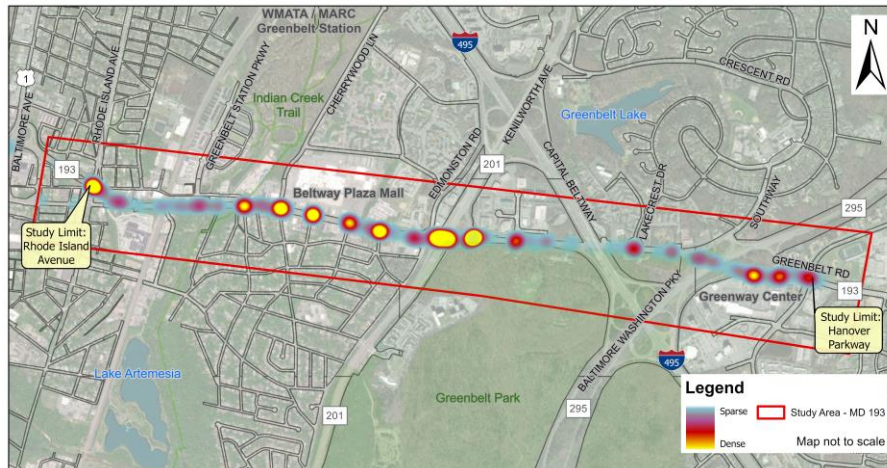 WMATA / MARC
Greenbelt Station
N
495
1
BALTIMORE AVE
RHODE ISLAND AVE
GREENBELT STATION PKWY
Indian Creek
Trail
CHERRYWOOD LN
KENILWORTH AVE
CRESCENT RD
Greenbelt Lake
EDMONSTON RD
201
CAPITAL BELTWAY
LAKECREST DR
SOUTHWAY
295
193
Beltway Plaza Mall
Study Limit:
Rhode Island
Avenue
GREENBELT RD
193
Greenway Center
Study Limit:
Hanover
Parkway
BALTIMORE WASHINGTON PKY
Lake Artemesia
495
Greenbelt Park
201
295
Legend
Sparse
Dense
Study Area - MD 193
Map not to scale